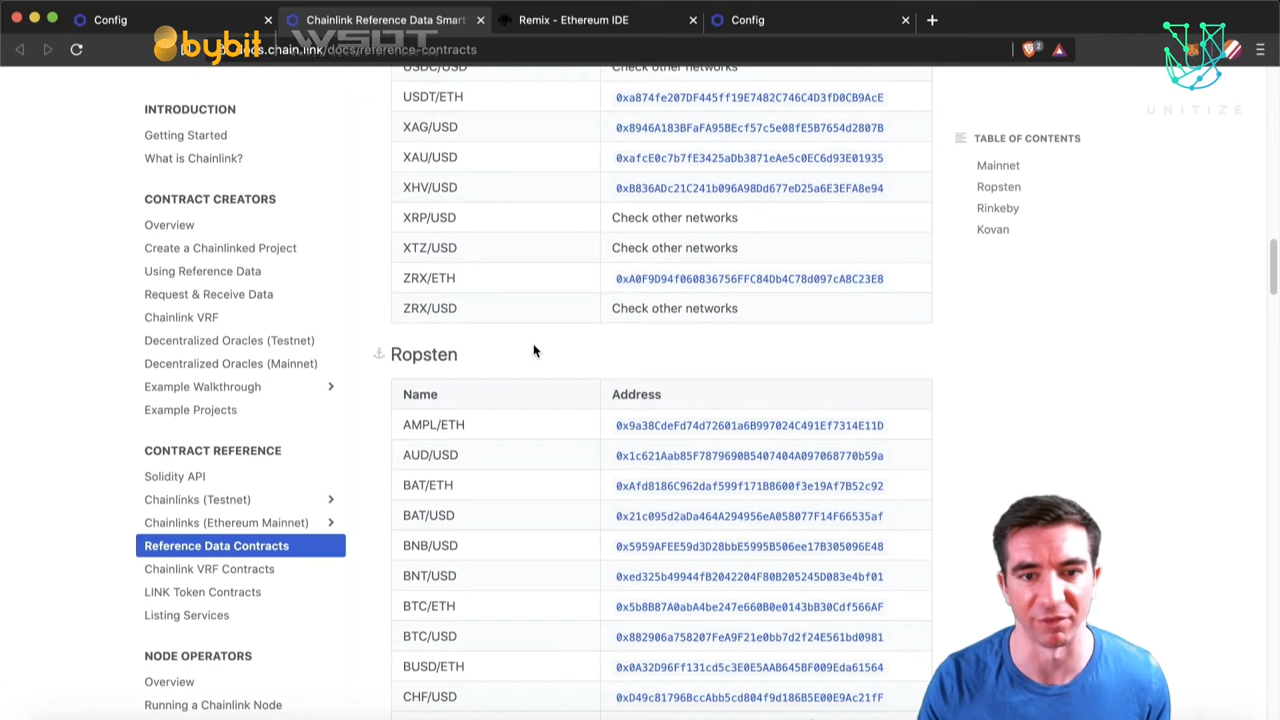 Config
Chainlink Reference Data Smart
Remix - Ethereum IDE
Config
bybit
WSOT
docs.chain.link/docs/reference-contracts
2
UNITIZE
INTRODUCTION
Getting Started
What is Chainlink?
CONTRACT CREATORS
Overview
Create a Chainlinked Project
Using Reference Data
Request & Receive Data
Chainlink VRF
Decentralized Oracles (Testnet)
Decentralized Oracles (Mainnet)
Example Walkthrough
Example Projects
CONTRACT REFERENCE
Solidity API
Chainlinks (Testnet)
Chainlinks (Ethereum Mainnet)
Reference Data Contracts
Chainlink VRF Contracts
LINK Token Contracts
Listing Services
NODE OPERATORS
Overview
Running a Chainlink Node
USDC/USD Check other networks
USDT/ETH 0xa874fe207DF445ff19E7482C746C4D3fD0CB9AcE
XAG/USD 0x8946A183BFaFA95BEcf57c5e08fE5B7654d2807B
XAU/USD 0xafcE0c7b7fE3425aDb3871eAe5c0EC6d93E01935
XHV/USD 0xB836ADc21C241b096A98Dd677eD25a6E3EFA8e94
XRP/USD Check other networks
XTZ/USD Check other networks
ZRX/ETH 0xA0F9D94f060836756FFC84Db4C78d097cA8C23E8
ZRX/USD Check other networks
Ropsten
Name Address
AMPL/ETH 0x9a38CdeFd74d72601a6B997024C491Ef7314E11D
AUD/USD 0x1c621Aab85F7879690B5407404A097068770b59a
BAT/ETH 0xAfd8186C962daf599f171B8600f3e19Af7B52c92
BAT/USD 0x21c095d2aDa464A294956eA058077F14F66535af
BNB/USD 0x5959AFEE59d3D28bbE5995B506ee17B305096E48
BNT/USD 0xed325b49944fB2042204F80B205245D083e4bf01
BTC/ETH 0x5b8B87A0abA4be247e660B0e0143bB30Cdf566AF
BTC/USD 0x882906a758207FeA9F21e0bb7d2f24E561bd0981
BUSD/ETH 0x0A32D96Ff131cd5c3E0E5AAB645BF009Eda61564
CHF/USD 0xD49c81796BccAbb5cd804f9d186B5E00E9Ac21fF
TABLE OF CONTENTS
Mainnet
Ropsten
Rinkeby
Kovan